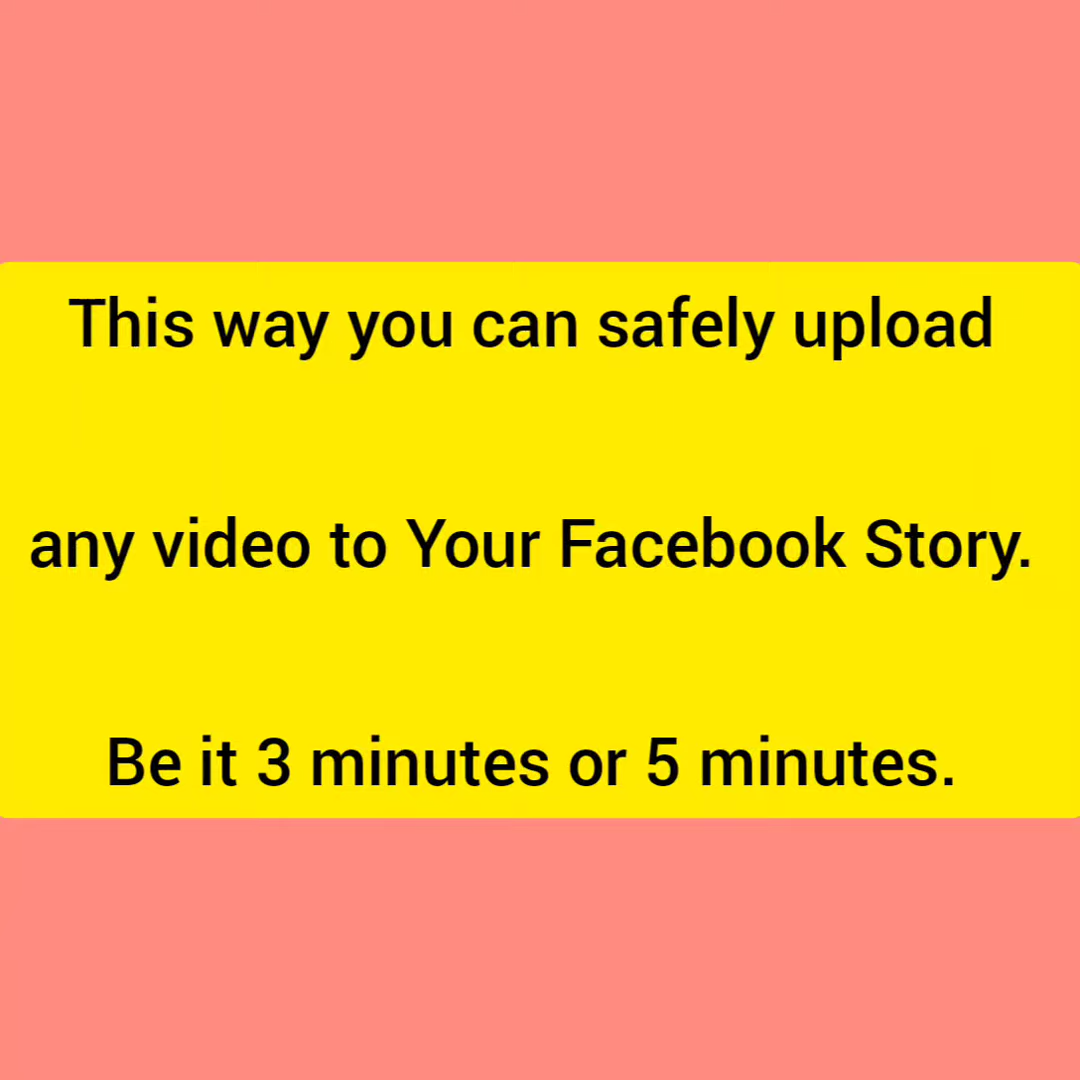 This way you can safely upload
any video to Your Facebook Story.
Be it 3 minutes or 5 minutes.